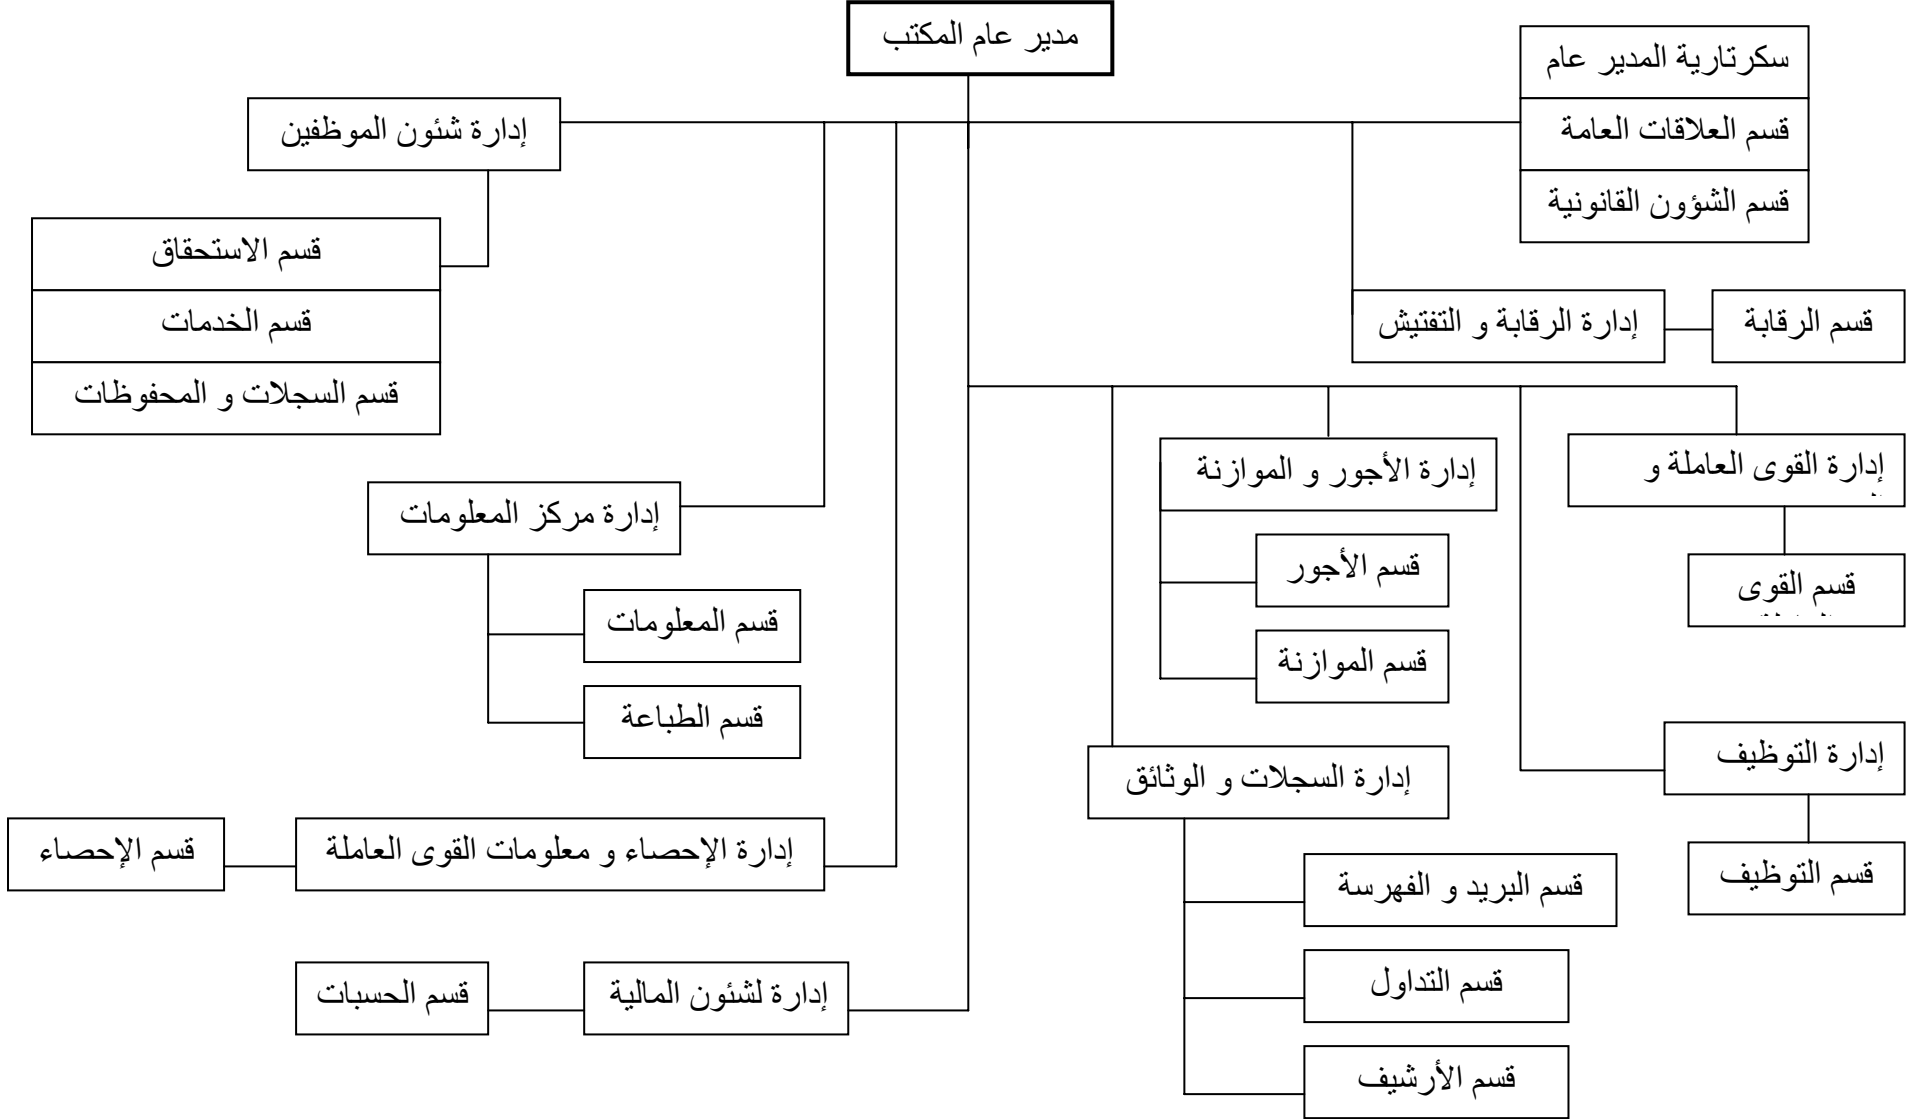 مدير عام المكتب
سكرتارية المدير عام
قسم العلاقات العامة
قسم الشؤون القانونية
إدارة شئون الموظفين
قسم الاستحقاق
قسم الخدمات
قسم السجلات و المحفوظات
إدارة الرقابة و التفتيش
قسم الرقابة
إدارة القوى العاملة و
قسم القوى
إدارة الأجور و الموازنة
قسم الأجور
قسم الموازنة
إدارة مركز المعلومات
قسم المعلومات
قسم الطباعة
إدارة التوظيف
قسم التوظيف
إدارة السجلات و الوثائق
قسم البريد و الفهرسة
قسم التداول
قسم الأرشيف
إدارة الإحصاء و معلومات القوى العاملة
قسم الإحصاء
إدارة لشئون المالية
قسم الحسبات